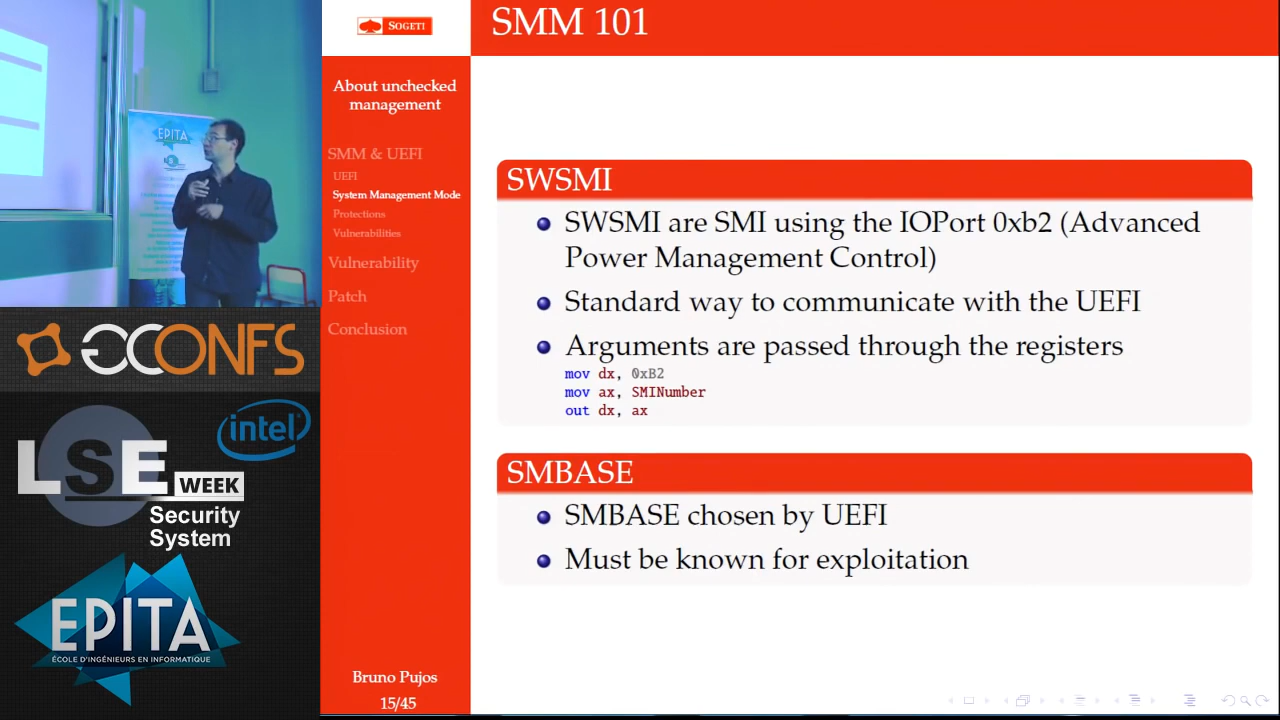 EPITA
SOGETI
SMM 101
About unchecked
management
SMM & UEFI
UEFI
System Management Mode
Protections
Vulnerabilities
Vulnerability
Patch
Conclusion
Bruno Pujos
15/45
SWSMI
SWSMI are SMI using the IOPort 0xb2 (Advanced
Power Management Control)
Standard way to communicate with the UEFI
Arguments are passed through the registers
mov dx, 0xB2
mov ax, SMINumber
out dx, ax
SMBASE
SMBASE chosen by UEFI
Must be known for exploitation
GCONFS
intel
LSE
WEEK
Security
System
EPITA
ÉCOLE D'INGÉNIEURS EN INFORMATIQUE